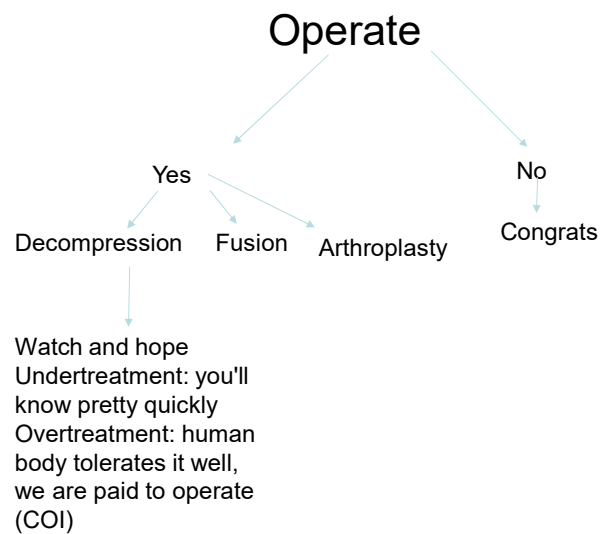 Operate
Yes
No
Decompression
Fusion
Arthroplasty
Congrats
Watch and hope
Undertreatment: you'll
know pretty quickly
Overtreatment: human
body tolerates it well,
we are paid to operate
(COI)